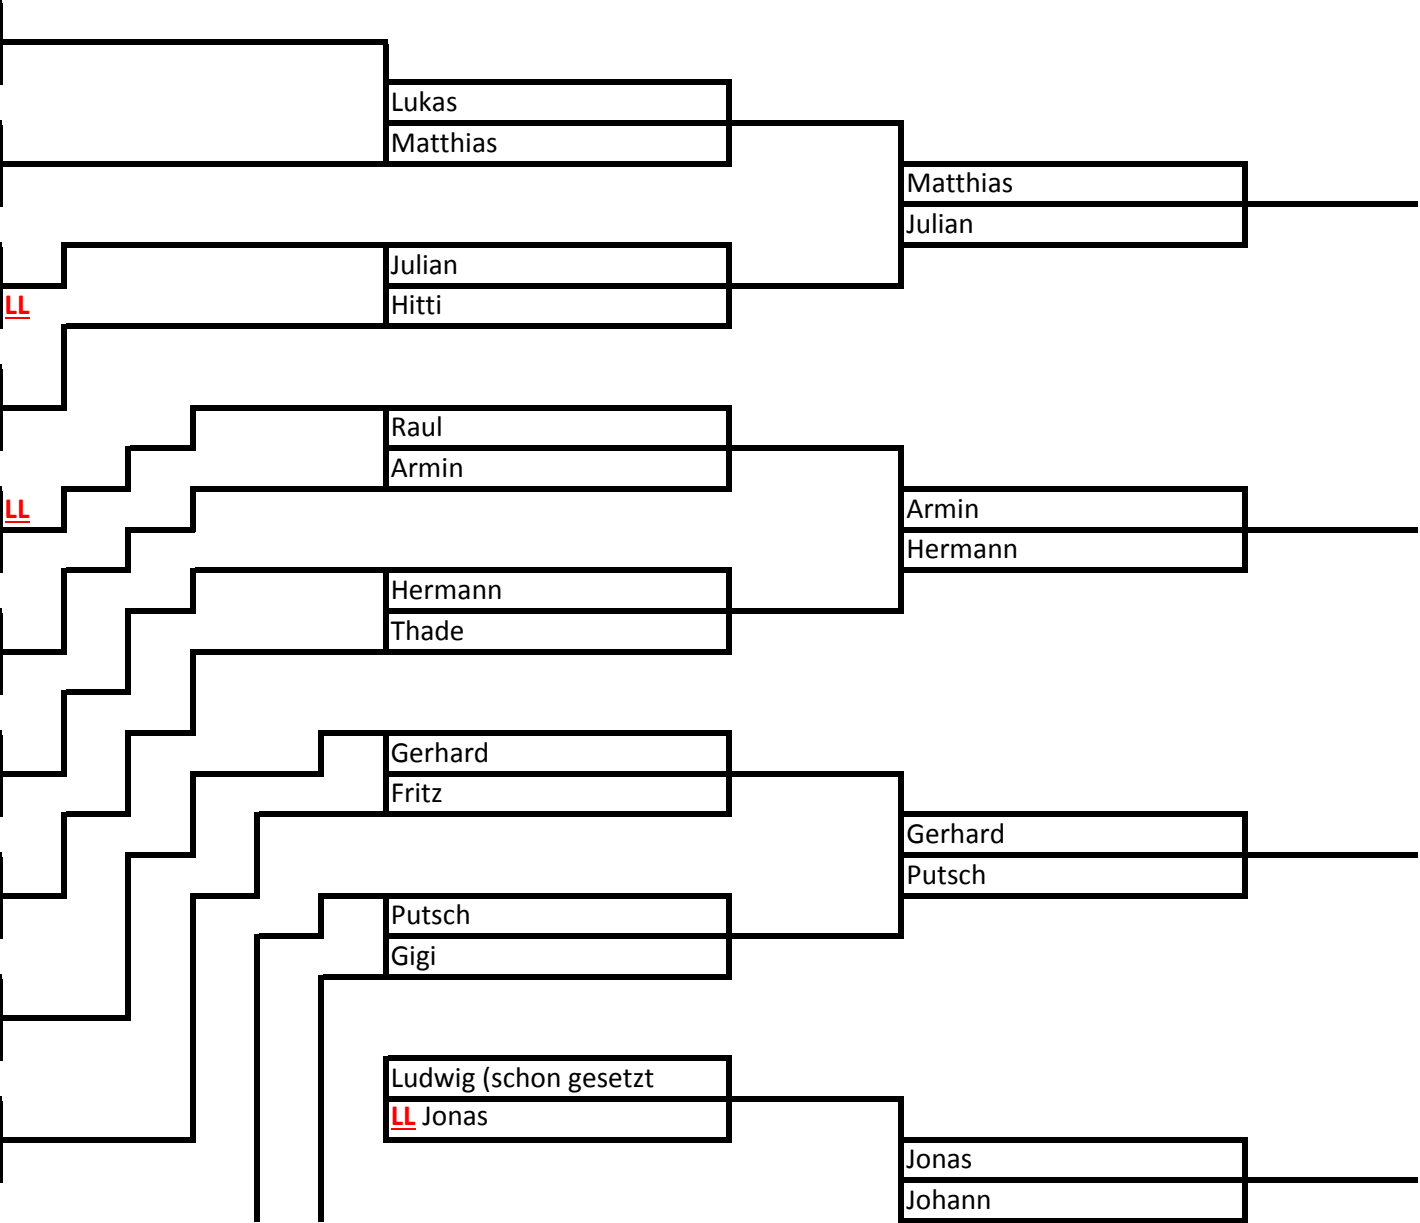 Lukas
Matthias
Matthias
Julian
Julian
LL
Hitti
Raul
Armin
LL
Armin
Hermann
Hermann
Thade
Gerhard
Fritz
Gerhard
Putsch
Putsch
Gigi
Ludwig (schon gesetzt
LL Jonas
Jonas
Johann